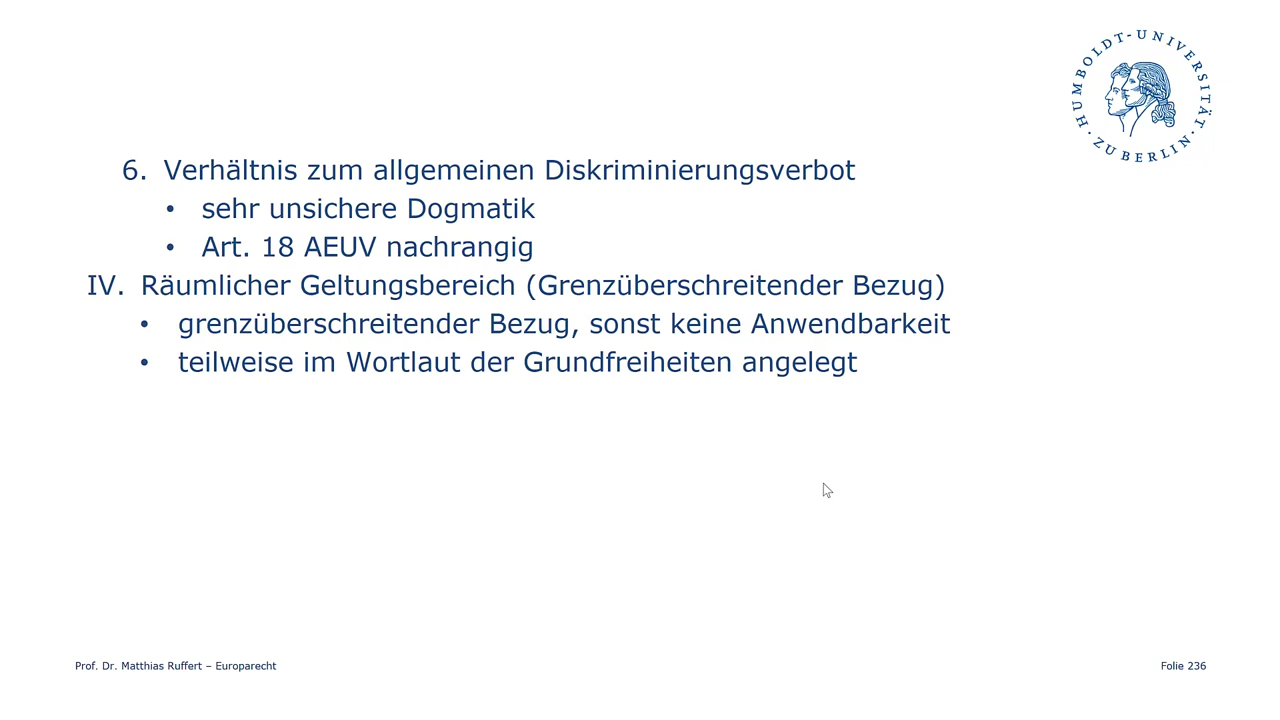 HUMBOLDT-UNIVERSITÄT ZU BERLIN
6. Verhältnis zum allgemeinen Diskriminierungsverbot
• sehr unsichere Dogmatik
• Art. 18 AEUV nachrangig
IV. Räumlicher Geltungsbereich (Grenzüberschreitender Bezug)
• grenzüberschreitender Bezug, sonst keine Anwendbarkeit
• teilweise im Wortlaut der Grundfreiheiten angelegt
Prof. Dr. Matthias Ruffert – Europarecht
Folie 236